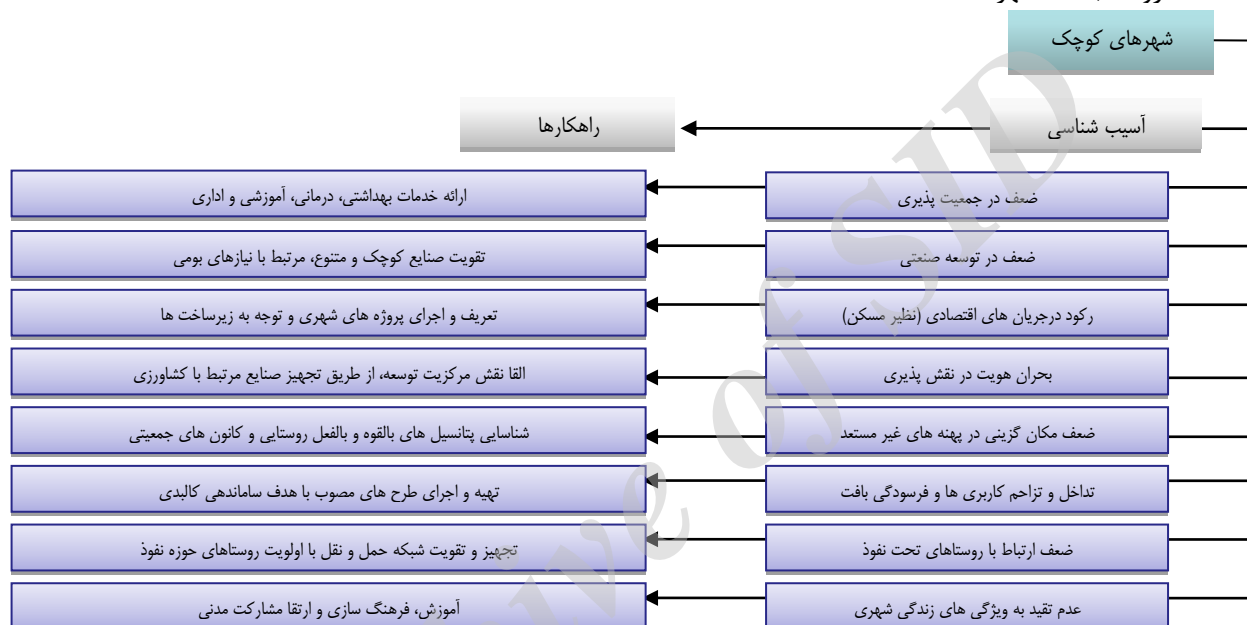 شهرهای کوچک
آسیب شناسی
راهکارها
ضعف در جمعیت پذیری
ارائه خدمات بهداشتی، درمانی، آموزشی و اداری
ضعف در توسعه صنعتی
تقویت صنایع کوچک و متنوع، مرتبط با نیازهای بومی
رکود درجریان های اقتصادی (نظیر مسکن)
تعریف و اجرای پروژه های شهری و توجه به زیرساخت ها
بحران هویت در نقش پذیری
القا نقش مرکزیت توسعه، از طریق تجهیز صنایع مرتبط با کشاورزی
ضعف مکان گزینی در پهنه های غیر مستعد
شناسایی پتانسیل های بالقوه و بالفعل روستایی و کانون های جمعیتی
تداخل و تزاحم کاربری ها و فرسودگی بافت
تهیه و اجرای طرح های مصوب با هدف ساماندهی کالبدی
ضعف ارتباط با روستاهای تحت نفوذ
تجهیز و تقویت شبکه حمل و نقل با اولویت روستاهای حوزه نفوذ
عدم تقید به ویژگی های زندگی شهری
آموزش، فرهنگ سازی و ارتقا مشارکت مدنی
ive of SID